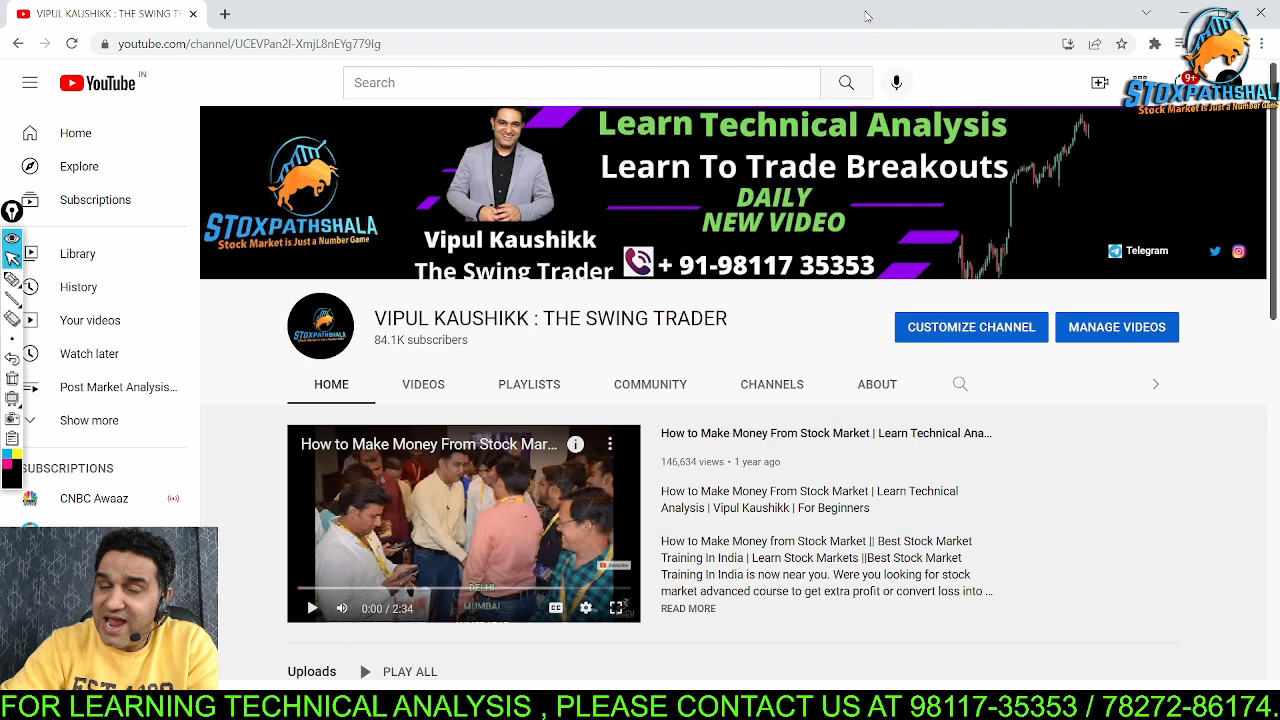 VIPUL KAUSHIKK : THE SWING TR
youtube.com/channel/UCEVPan2I-XmjL8nEYg779Ig
YouTube
IN
Search
9+
STOXPATHSHALA
Stock Market is Just a Number Game
Home
Explore
Subscriptions
Library
History
Your videos
Watch later
Post Market Analysis...
Show more
SUBSCRIPTIONS
CNBC Awaaz
STOXPATHSHALA
Stock Market is Just a Number Game
Vipul Kaushikk
The Swing Trader
Learn Technical Analysis
Learn To Trade Breakouts
DAILY
NEW VIDEO
+ 91-98117 35353
Telegram
STOXPATHSHALA
VIPUL KAUSHIKK : THE SWING TRADER
84.1K subscribers
CUSTOMIZE CHANNEL
MANAGE VIDEOS
HOME
VIDEOS
PLAYLISTS
COMMUNITY
CHANNELS
ABOUT
How to Make Money From Stock Mar...
DELHI
MUMBAI
0:00 / 2:34
CC
How to Make Money From Stock Market | Learn Technical Ana...
146,634 views • 1 year ago
How to Make Money From Stock Market | Learn Technical
Analysis | Vipul Kaushikk | For Beginners
How to Make Money from Stock Market || Best Stock Market
Training In India | Learn Stock Markets ||Best Stock Market
Training In India is now near you. Were you looking for stock
market advanced course to get extra profit or convert loss into ...
READ MORE
Uploads
PLAY ALL
FOR LEARNING TECHNICAL ANALYSIS , PLEASE CONTACT US AT 98117-35353 / 78272-86174.